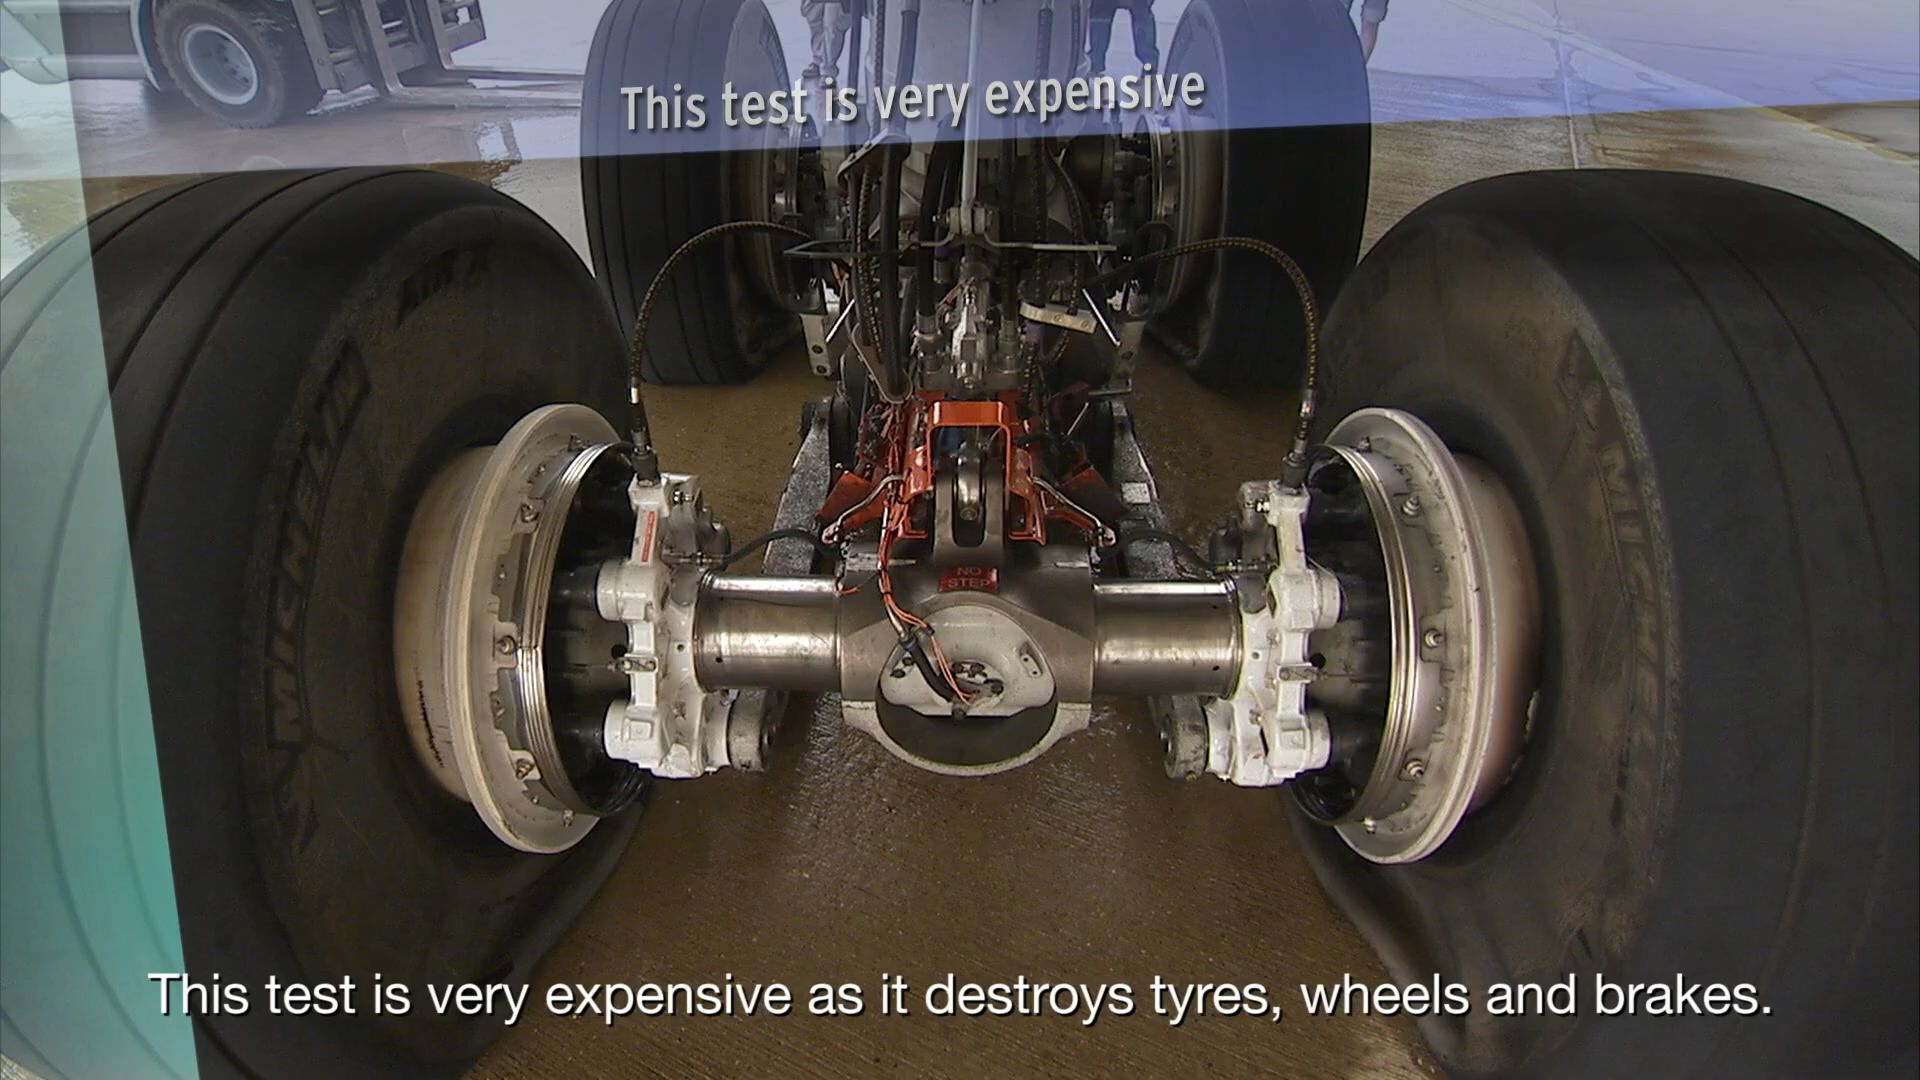 This test is very expensive
AIR X
MICHELIN
MICHELIN
NO
STEP
This test is very expensive as it destroys tyres, wheels and brakes.